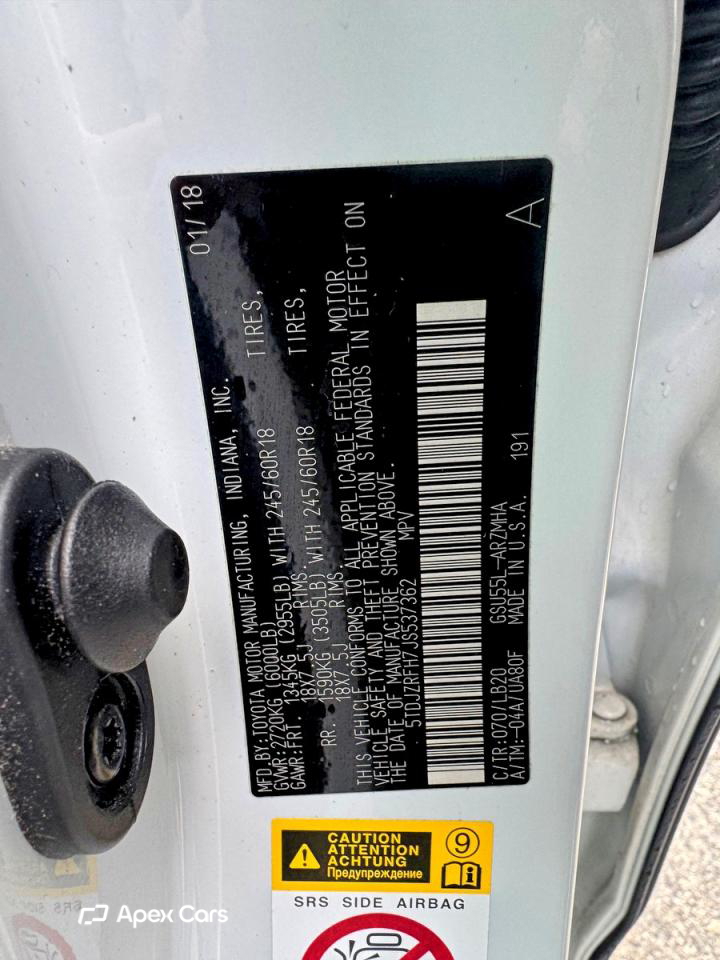 MFD.BY:TOYOTA MOTOR MANUFACTURING, INDIANA, INC. 01/18
GVWR:2720KG (6000LB)
GAWR:FRT. 1345KG (2955LB) WITH 245/60R18 TIRES,
18X7.5J RIMS.
RR. 1590KG (3505LB) WITH 245/60R18 TIRES,
18X7.5J RIMS.
THIS VEHICLE CONFORMS TO ALL APPLICABLE FEDERAL MOTOR
VEHICLE SAFETY AND THEFT PREVENTION STANDARDS IN EFFECT ON
THE DATE OF MANUFACTURE SHOWN ABOVE.
5TDJZRFH7JS537362 MPV
C/TR:070/LB20 GSU55L-ARZMHA 191
A/TM:-04A/UA80F MADE IN U.S.A. A
CAUTION
ATTENTION
ACHTUNG
Предупреждение
9
i
SRS SIDE AIRBAG
SRS SID
Apex Cars